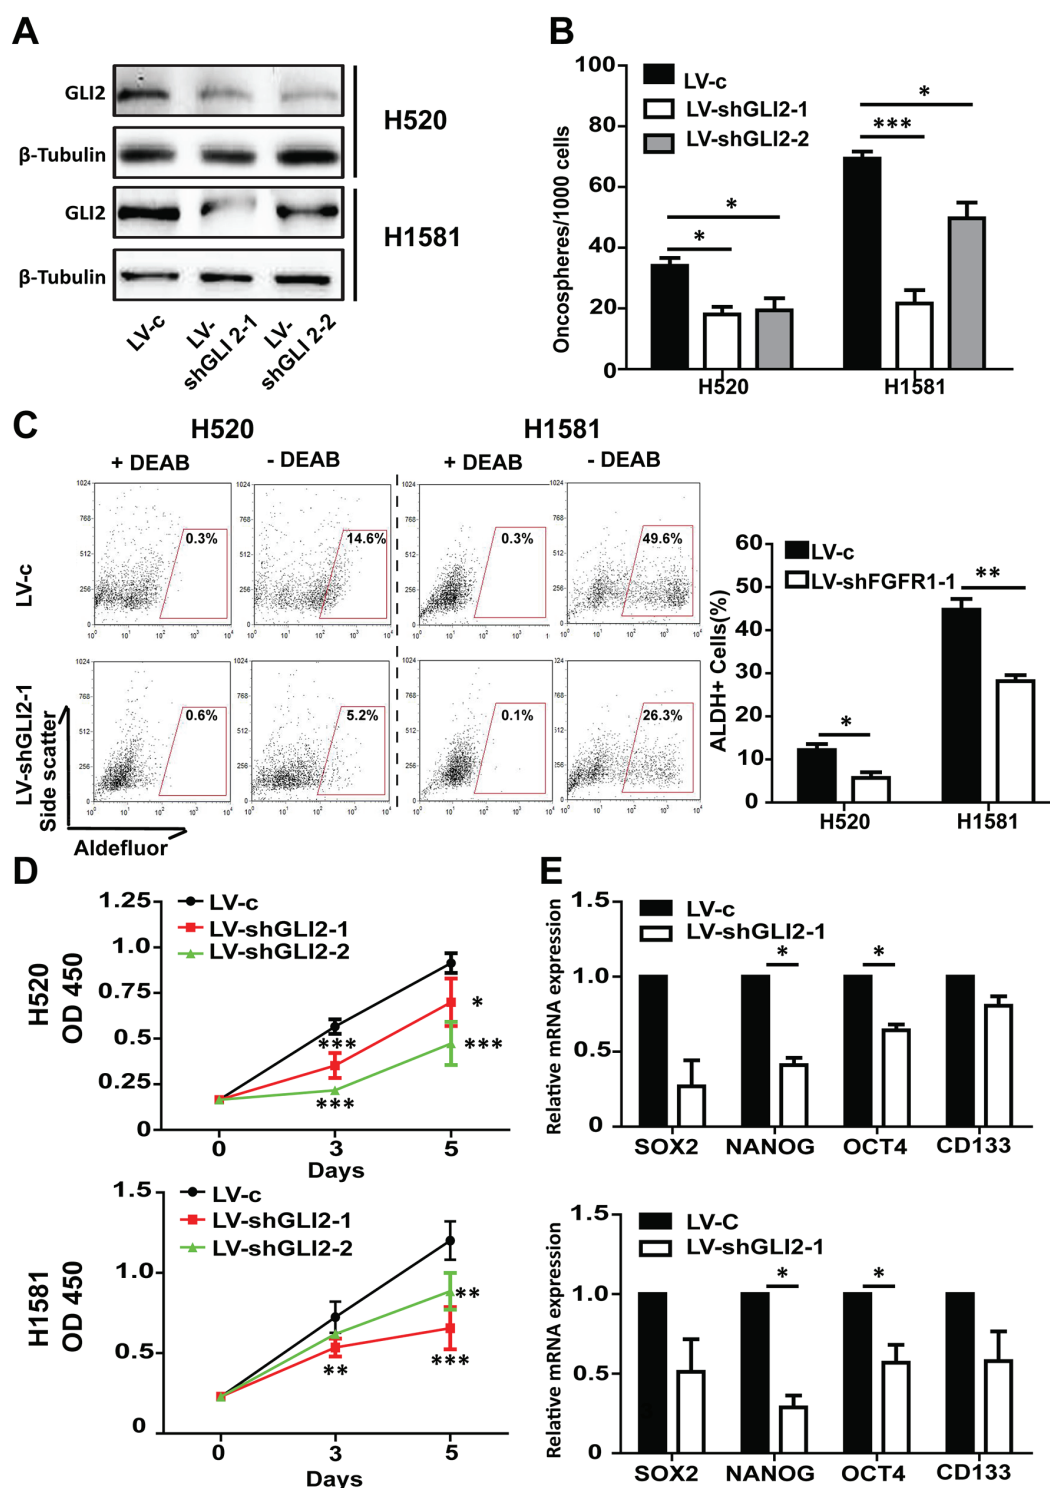 A
GLI2
β-Tubulin
H520
GLI2
β-Tubulin
H1581
LV-c
LV-
shGLI 2-1
LV-
shGLI 2-2
B
Oncospheres/1000 cells
100
80
60
40
20
0
LV-c
LV-shGLI2-1
LV-shGLI2-2
*
*
***
*
H520
H1581
C
H520
H1581
+ DEAB
- DEAB
+ DEAB
- DEAB
LV-c
0.3%
14.6%
0.3%
49.6%
LV-shGLI2-1
0.6%
5.2%
0.1%
26.3%
Side scatter
Aldefluor
ALDH+ Cells(%)
60
50
40
30
20
10
0
LV-c
LV-shFGFR1-1
*
**
H520
H1581
D
H520
OD 450
1.25
1.0
0.75
0.5
0.25
0
LV-c
LV-shGLI2-1
LV-shGLI2-2
***
***
*
***
0
3
5
Days
H1581
OD 450
1.5
1.0
0.5
0
LV-c
LV-shGLI2-1
LV-shGLI2-2
**
**
***
0
3
5
Days
E
Relative mRNA expression
1.5
1.0
0.5
0
LV-c
LV-shGLI2-1
*
*
SOX2
NANOG
OCT4
CD133
Relative mRNA expression
1.5
1.0
0.5
0
LV-C
LV-shGLI2-1
*
*
SOX2
NANOG
OCT4
CD133